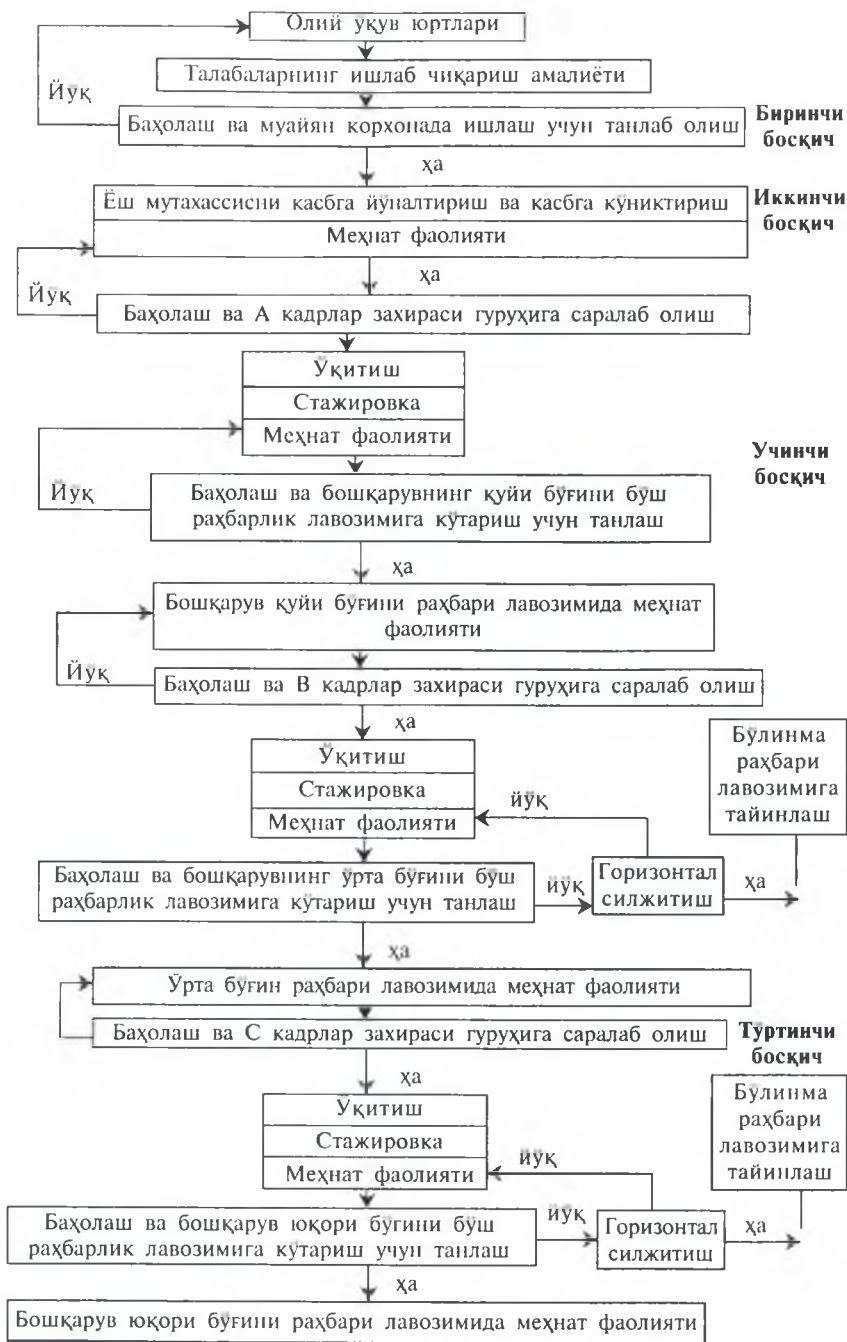 Олий ўқув юртлари
Талабаларнинг ишлаб чиқариш амалиёти
Йўқ
Баҳолаш ва муайян корхонада ишлаш учун танлаб олиш
Биринчи
босқич
ҳа
Ёш мутахассисни касбга йўналтириш ва касбга кўниктириш
Меҳнат фаолияти
Иккинчи
босқич
ҳа
Йўқ
Баҳолаш ва А кадрлар захираси гуруҳига саралаб олиш
Ўқитиш
Стажировка
Меҳнат фаолияти
Учинчи
босқич
Йўқ
Баҳолаш ва бошқарувнинг қуйи бўғини бўш
раҳбарлик лавозимига кўтариш учун танлаш
ҳа
Бошқарув қуйи бўғини раҳбари лавозимида меҳнат
фаолияти
Йўқ
Баҳолаш ва В кадрлар захираси гуруҳига саралаб олиш
ҳа
Ўқитиш
Стажировка
Меҳнат фаолияти
йўқ
Бўлинма
раҳбари
лавозимига
тайинлаш
Баҳолаш ва бошқарувнинг ўрта бўғини бўш
раҳбарлик лавозимига кўтариш учун танлаш
йўқ
Горизонтал
силжитиш
ҳа
ҳа
Ўрта бўғин раҳбари лавозимида меҳнат фаолияти
Баҳолаш ва С кадрлар захираси гуруҳига саралаб олиш
Тўртинчи
босқич
ҳа
Ўқитиш
Стажировка
Меҳнат фаолияти
йўқ
Бўлинма
раҳбари
лавозимига
тайинлаш
Баҳолаш ва бошқарув юқори бўғини бўш
раҳбарлик лавозимига кўтариш учун танлаш
йўқ
Горизонтал
силжитиш
ҳа
ҳа
Бошқарув юқори бўғини раҳбари лавозимида меҳнат фаолияти